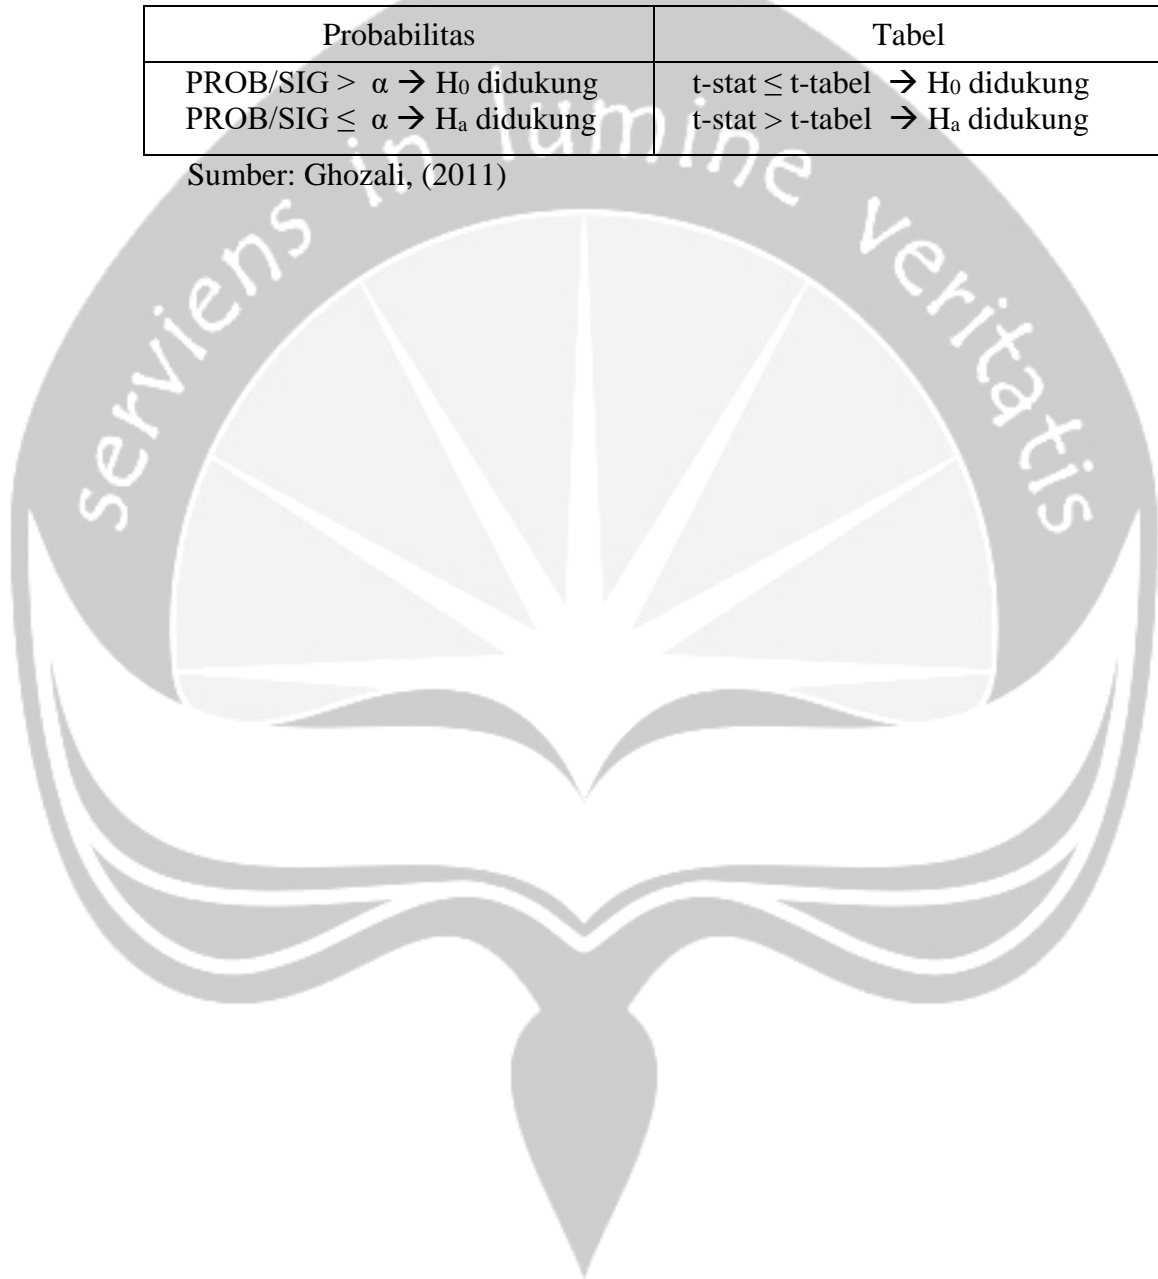 Probabilitas Tabel
PROB/SIG > α → H₀ didukung t-stat ≤ t-tabel → H₀ didukung
PROB/SIG ≤ α → Hₐ didukung t-stat > t-tabel → Hₐ didukung
Sumber: Ghozali, (2011)
serviens in lumine veritatis